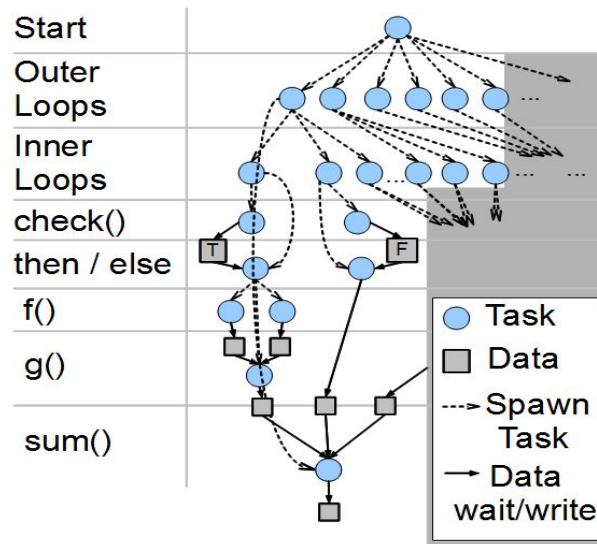 Start
Outer
Loops
... 
Inner
Loops
...
... ...
check()
T
F
then / else
f()
g()
sum()
Task
Data
Spawn
Task
Data
wait/write